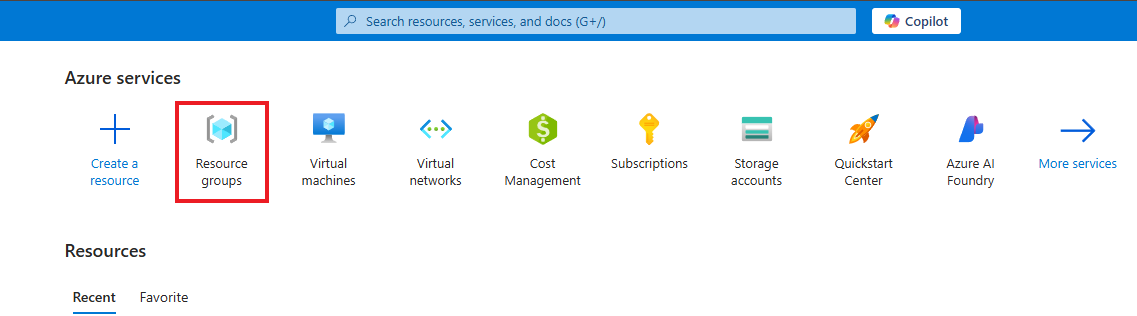 Search resources, services, and docs (G+/)
Copilot
Azure services
Create a
resource
Resource
groups
Virtual
machines
Virtual
networks
Cost
Management
Subscriptions
Storage
accounts
Quickstart
Center
Azure AI
Foundry
More services
Resources
Recent
Favorite